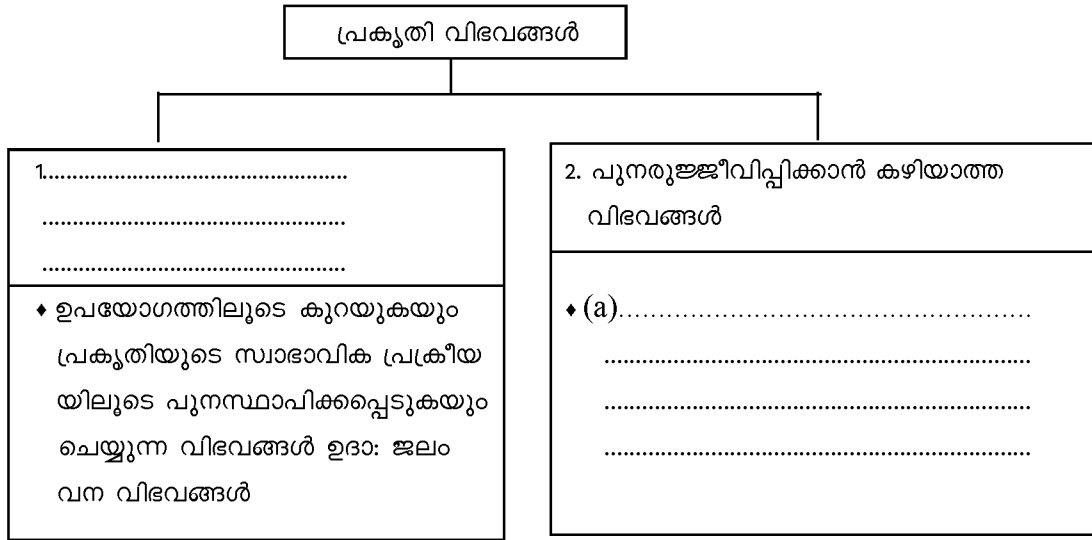 പ്രകൃതി വിഭവങ്ങൾ
1...................................................
...................................................
...................................................
♦ ഉപയോഗത്തിലൂടെ കുറയുകയും
പ്രകൃതിയുടെ സ്വാഭാവിക പ്രക്രീയ
യിലൂടെ പുനസ്ഥാപിക്കപ്പെടുകയും
ചെയ്യുന്ന വിഭവങ്ങൾ ഉദാ: ജലം
വന വിഭവങ്ങൾ
2. പുനരുജ്ജീവിപ്പിക്കാൻ കഴിയാത്ത
വിഭവങ്ങൾ
♦ (a)...................................................
.......................................................................
.......................................................................
.......................................................................